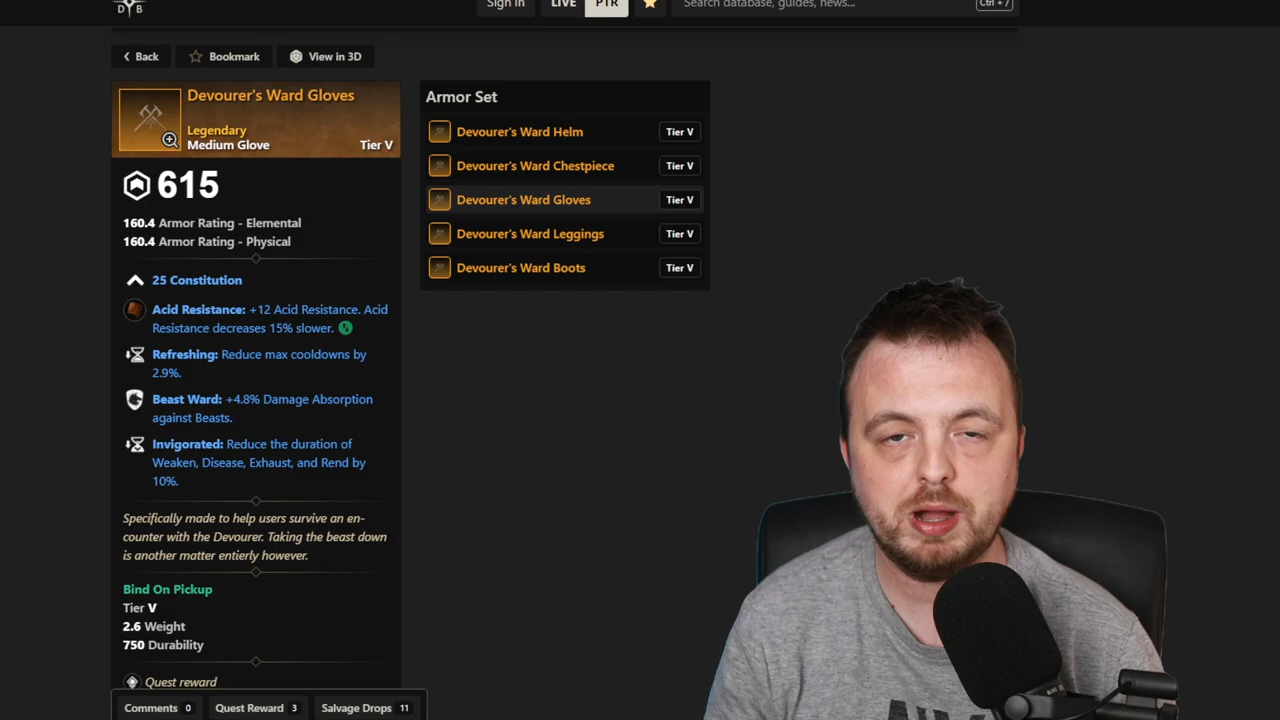 D B
Sign in
LIVE
PTR
Search database, guides, news...
Ctrl + /
Back
Bookmark
View in 3D
Devourer's Ward Gloves
Legendary
Medium Glove
Tier V
615
160.4 Armor Rating - Elemental
160.4 Armor Rating - Physical
25 Constitution
Acid Resistance: +12 Acid Resistance. Acid
Resistance decreases 15% slower.
Refreshing: Reduce max cooldowns by
2.9%.
Beast Ward: +4.8% Damage Absorption
against Beasts.
Invigorated: Reduce the duration of
Weaken, Disease, Exhaust, and Rend by
10%.
Specifically made to help users survive an en-
counter with the Devourer. Taking the beast down
is another matter entierly however.
Bind On Pickup
Tier V
2.6 Weight
750 Durability
Quest reward
Comments 0
Quest Reward 3
Salvage Drops 11
Armor Set
Devourer's Ward Helm Tier V
Devourer's Ward Chestpiece Tier V
Devourer's Ward Gloves Tier V
Devourer's Ward Leggings Tier V
Devourer's Ward Boots Tier V